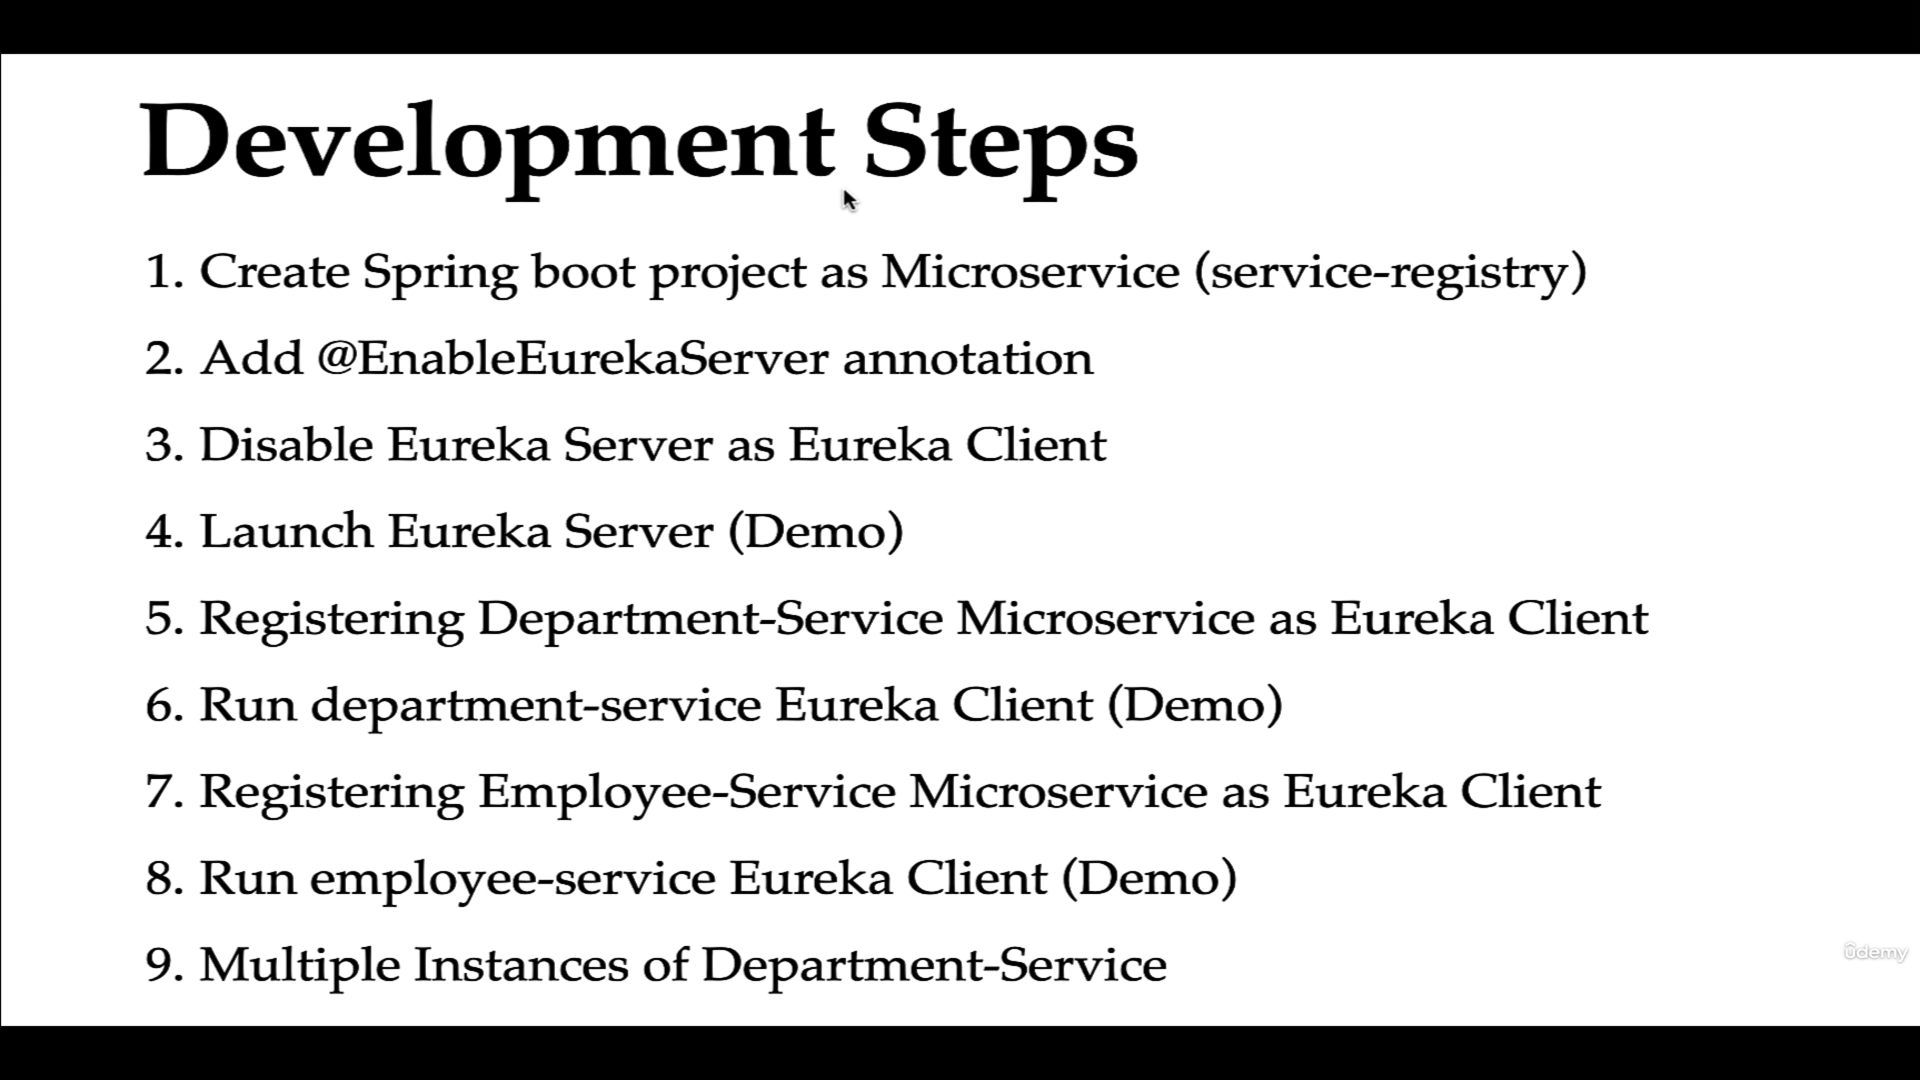 Development Steps
1. Create Spring boot project as Microservice (service-registry)
2. Add @EnableEurekaServer annotation
3. Disable Eureka Server as Eureka Client
4. Launch Eureka Server (Demo)
5. Registering Department-Service Microservice as Eureka Client
6. Run department-service Eureka Client (Demo)
7. Registering Employee-Service Microservice as Eureka Client
8. Run employee-service Eureka Client (Demo)
9. Multiple Instances of Department-Service
ûdemy